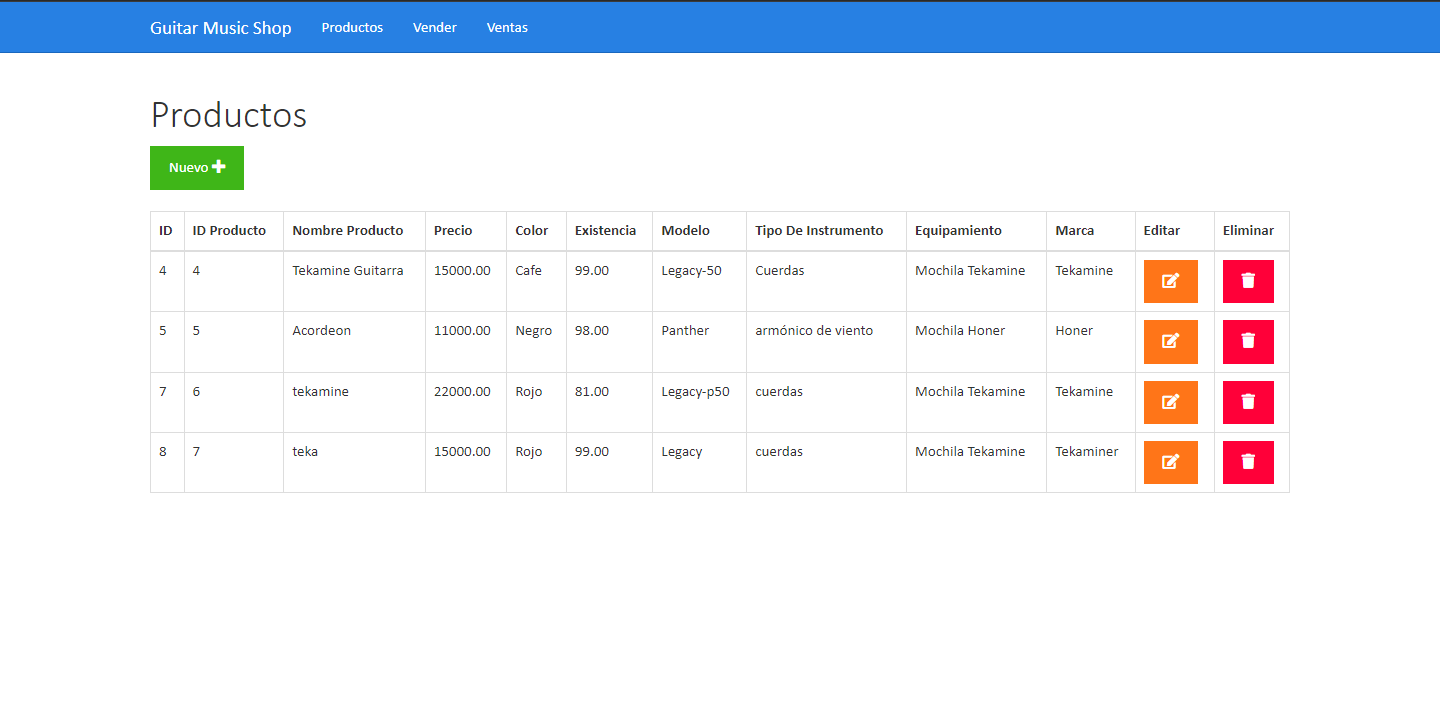 Guitar Music Shop Productos Vender Ventas
Productos
Nuevo
ID ID Producto Nombre Producto Precio Color Existencia Modelo Tipo De Instrumento Equipamiento Marca Editar Eliminar
4 4 Tekamine Guitarra 15000.00 Cafe 99.00 Legacy-50 Cuerdas Mochila Tekamine Tekamine
5 5 Acordeon 11000.00 Negro 98.00 Panther armónico de viento Mochila Honer Honer
7 6 tekamine 22000.00 Rojo 81.00 Legacy-p50 cuerdas Mochila Tekamine Tekamine
8 7 teka 15000.00 Rojo 99.00 Legacy cuerdas Mochila Tekamine Tekaminer